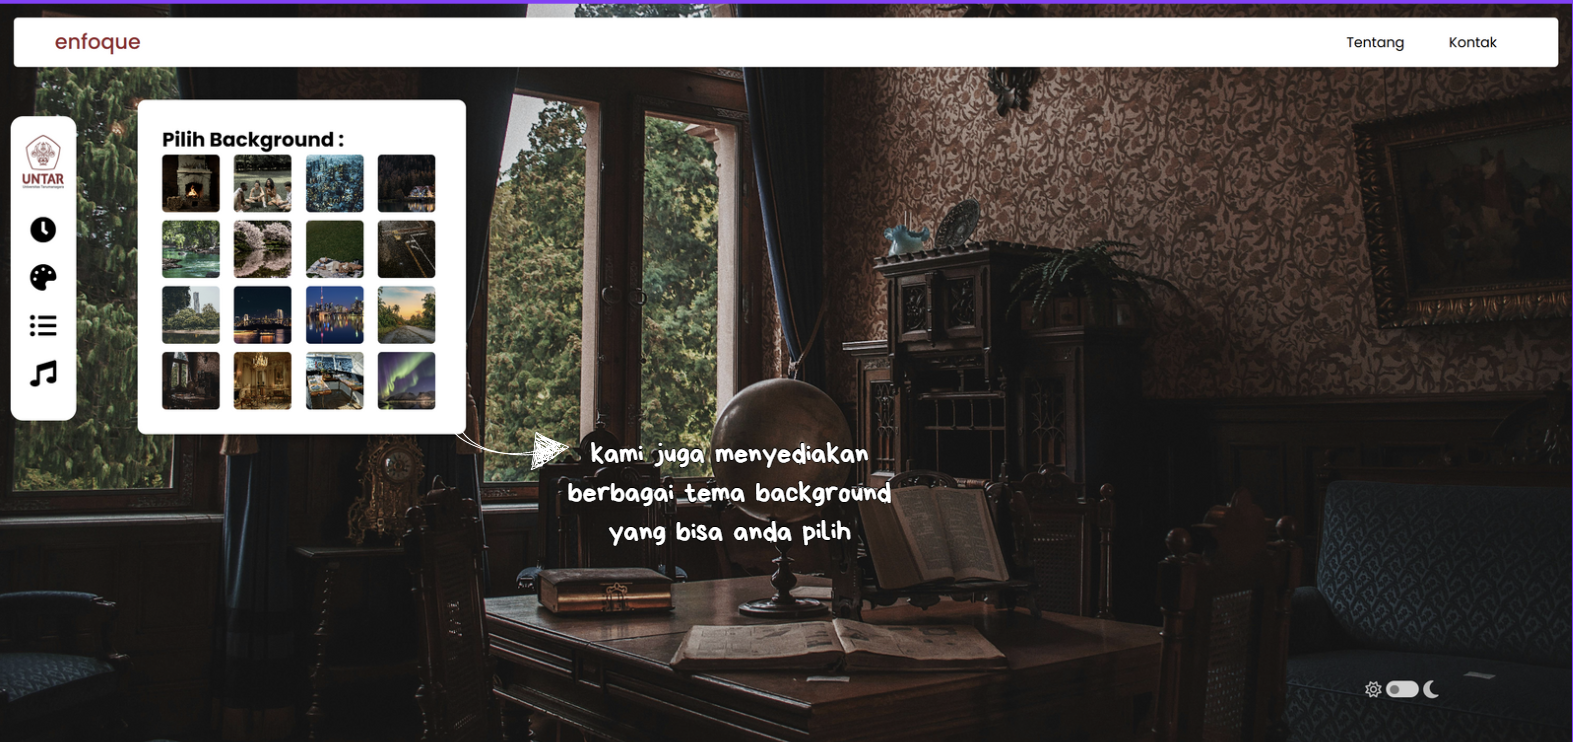 enfoque
Tentang
Kontak
UNTAR
Pilih Background :
kami juga menyediakan
berbagai tema background
yang bisa anda pilih